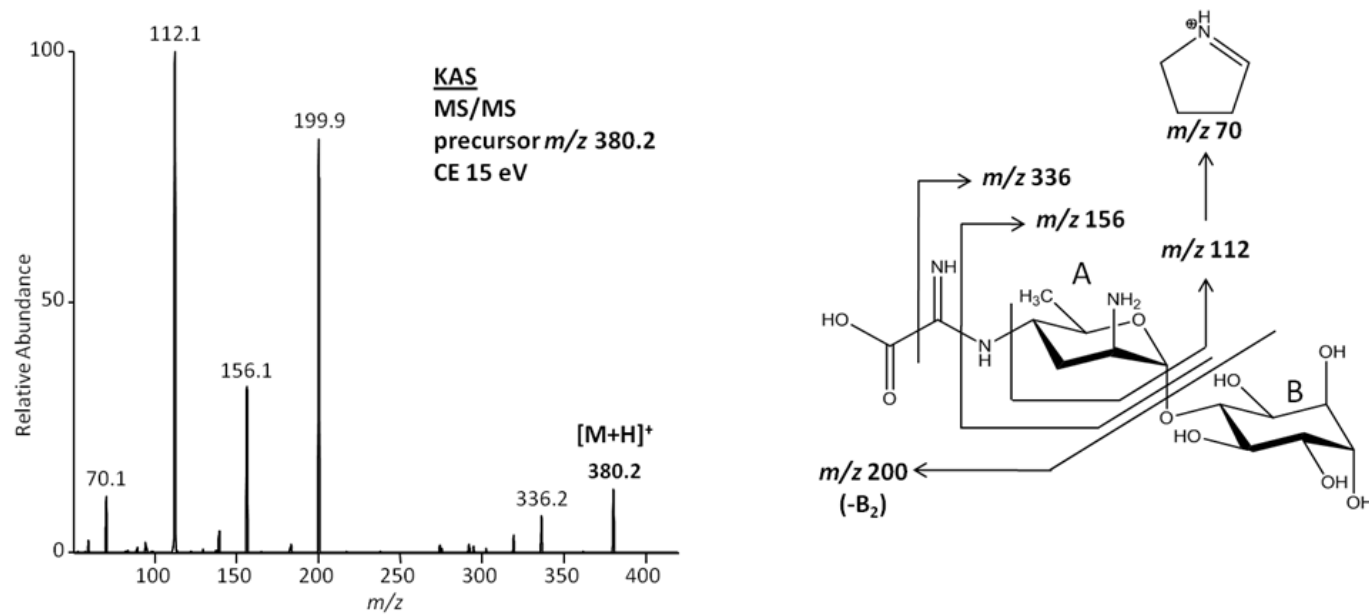 100
50
0
Relative Abundance
100
150
200
250
300
350
400
m/z
70.1
112.1
156.1
199.9
336.2
[M+H]⁺
380.2
KAS
MS/MS
precursor m/z 380.2
CE 15 eV
H
⊕N
m/z 70
m/z 336
m/z 156
m/z 112
NH
A
H₃C
NH₂
O
HO
N
H
O
O
HO
B
OH
HO
OH
OH
OH
m/z 200
(-B₂)